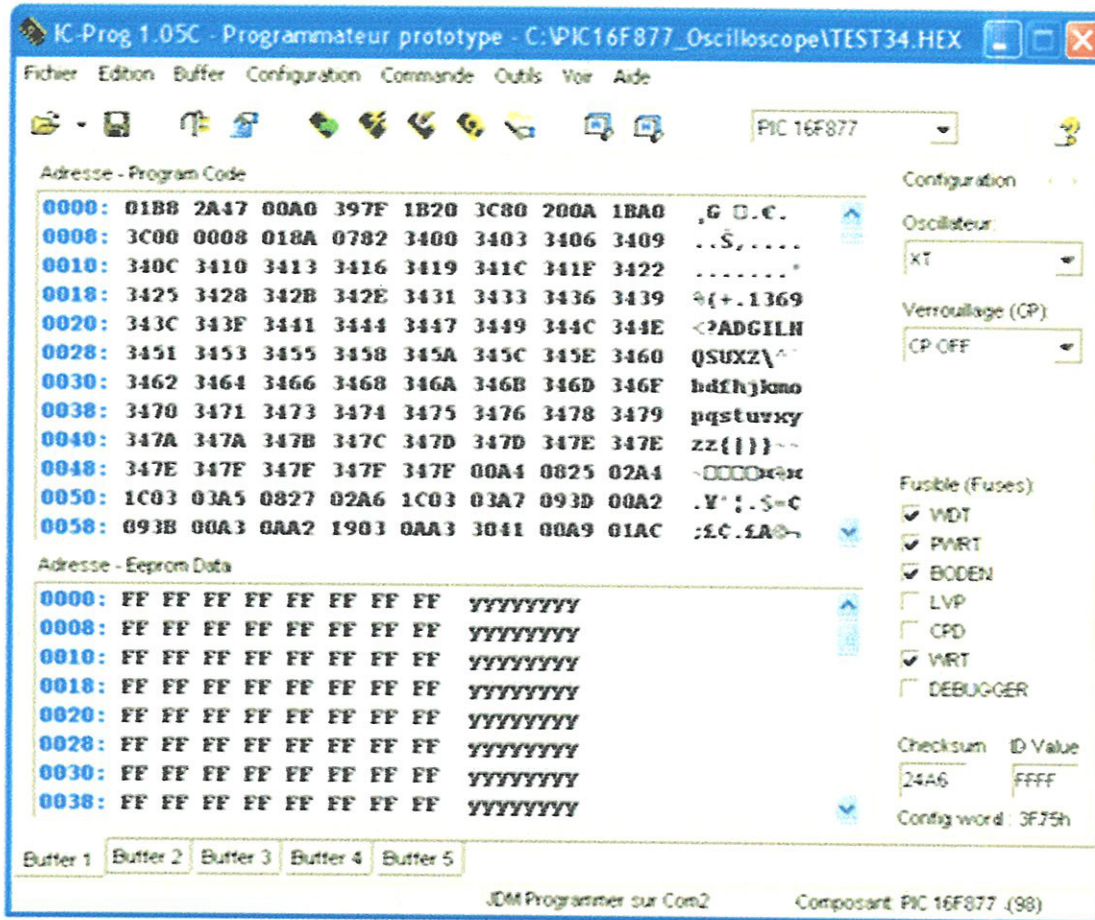 IC-Prog 1.05C - Programmateur prototype - C:\PIC16F877_Oscilloscope\TEST34.HEX
Fichier Edition Buffer Configuration Commande Outils Voir Aide
PIC 16F877
Adresse - Program Code
0000: 01B8 2A47 00A0 397F 1B20 3C80 200A 1BA0
0008: 3C00 0008 018A 0782 3400 3403 3406 3409
0010: 340C 3410 3413 3416 3419 341C 341F 3422
0018: 3425 3428 342B 342E 3431 3433 3436 3439 %(+.1369
0020: 343C 343F 3441 3444 3447 3449 344C 344E <?ADGILN
0028: 3451 3453 3455 3458 345A 345C 345E 3460 QSUXZ\^`
0030: 3462 3464 3466 3468 346A 346B 346D 346F bdfhjkmo
0038: 3470 3471 3473 3474 3475 3476 3478 3479 pqstuvxy
0040: 347A 347A 347B 347C 347D 347D 347E 347E zz{|}}~~
0048: 347E 347F 347F 347F 347F 00A4 0825 02A4
0050: 1C03 03A5 0827 02A6 1C03 03A7 093D 00A2
0058: 093B 00A3 0AA2 1903 0AA3 3041 00A9 01AC
Adresse - Eeprom Data
0000: FF FF FF FF FF FF FF FF ÿÿÿÿÿÿÿÿ
0008: FF FF FF FF FF FF FF FF ÿÿÿÿÿÿÿÿ
0010: FF FF FF FF FF FF FF FF ÿÿÿÿÿÿÿÿ
0018: FF FF FF FF FF FF FF FF ÿÿÿÿÿÿÿÿ
0020: FF FF FF FF FF FF FF FF ÿÿÿÿÿÿÿÿ
0028: FF FF FF FF FF FF FF FF ÿÿÿÿÿÿÿÿ
0030: FF FF FF FF FF FF FF FF ÿÿÿÿÿÿÿÿ
0038: FF FF FF FF FF FF FF FF ÿÿÿÿÿÿÿÿ
Configuration
Oscillateur:
XT
Verrouillage (CP):
CP OFF
Fusible (Fuses):
WDT
PWRT
BODEN
LVP
CPD
WRT
DEBUGGER
Checksum ID Value
24A6 FFFF
Config word : 3F75h
Buffer 1 Buffer 2 Buffer 3 Buffer 4 Buffer 5
JDM Programmer sur Com2 Composant: PIC 16F877 (98)